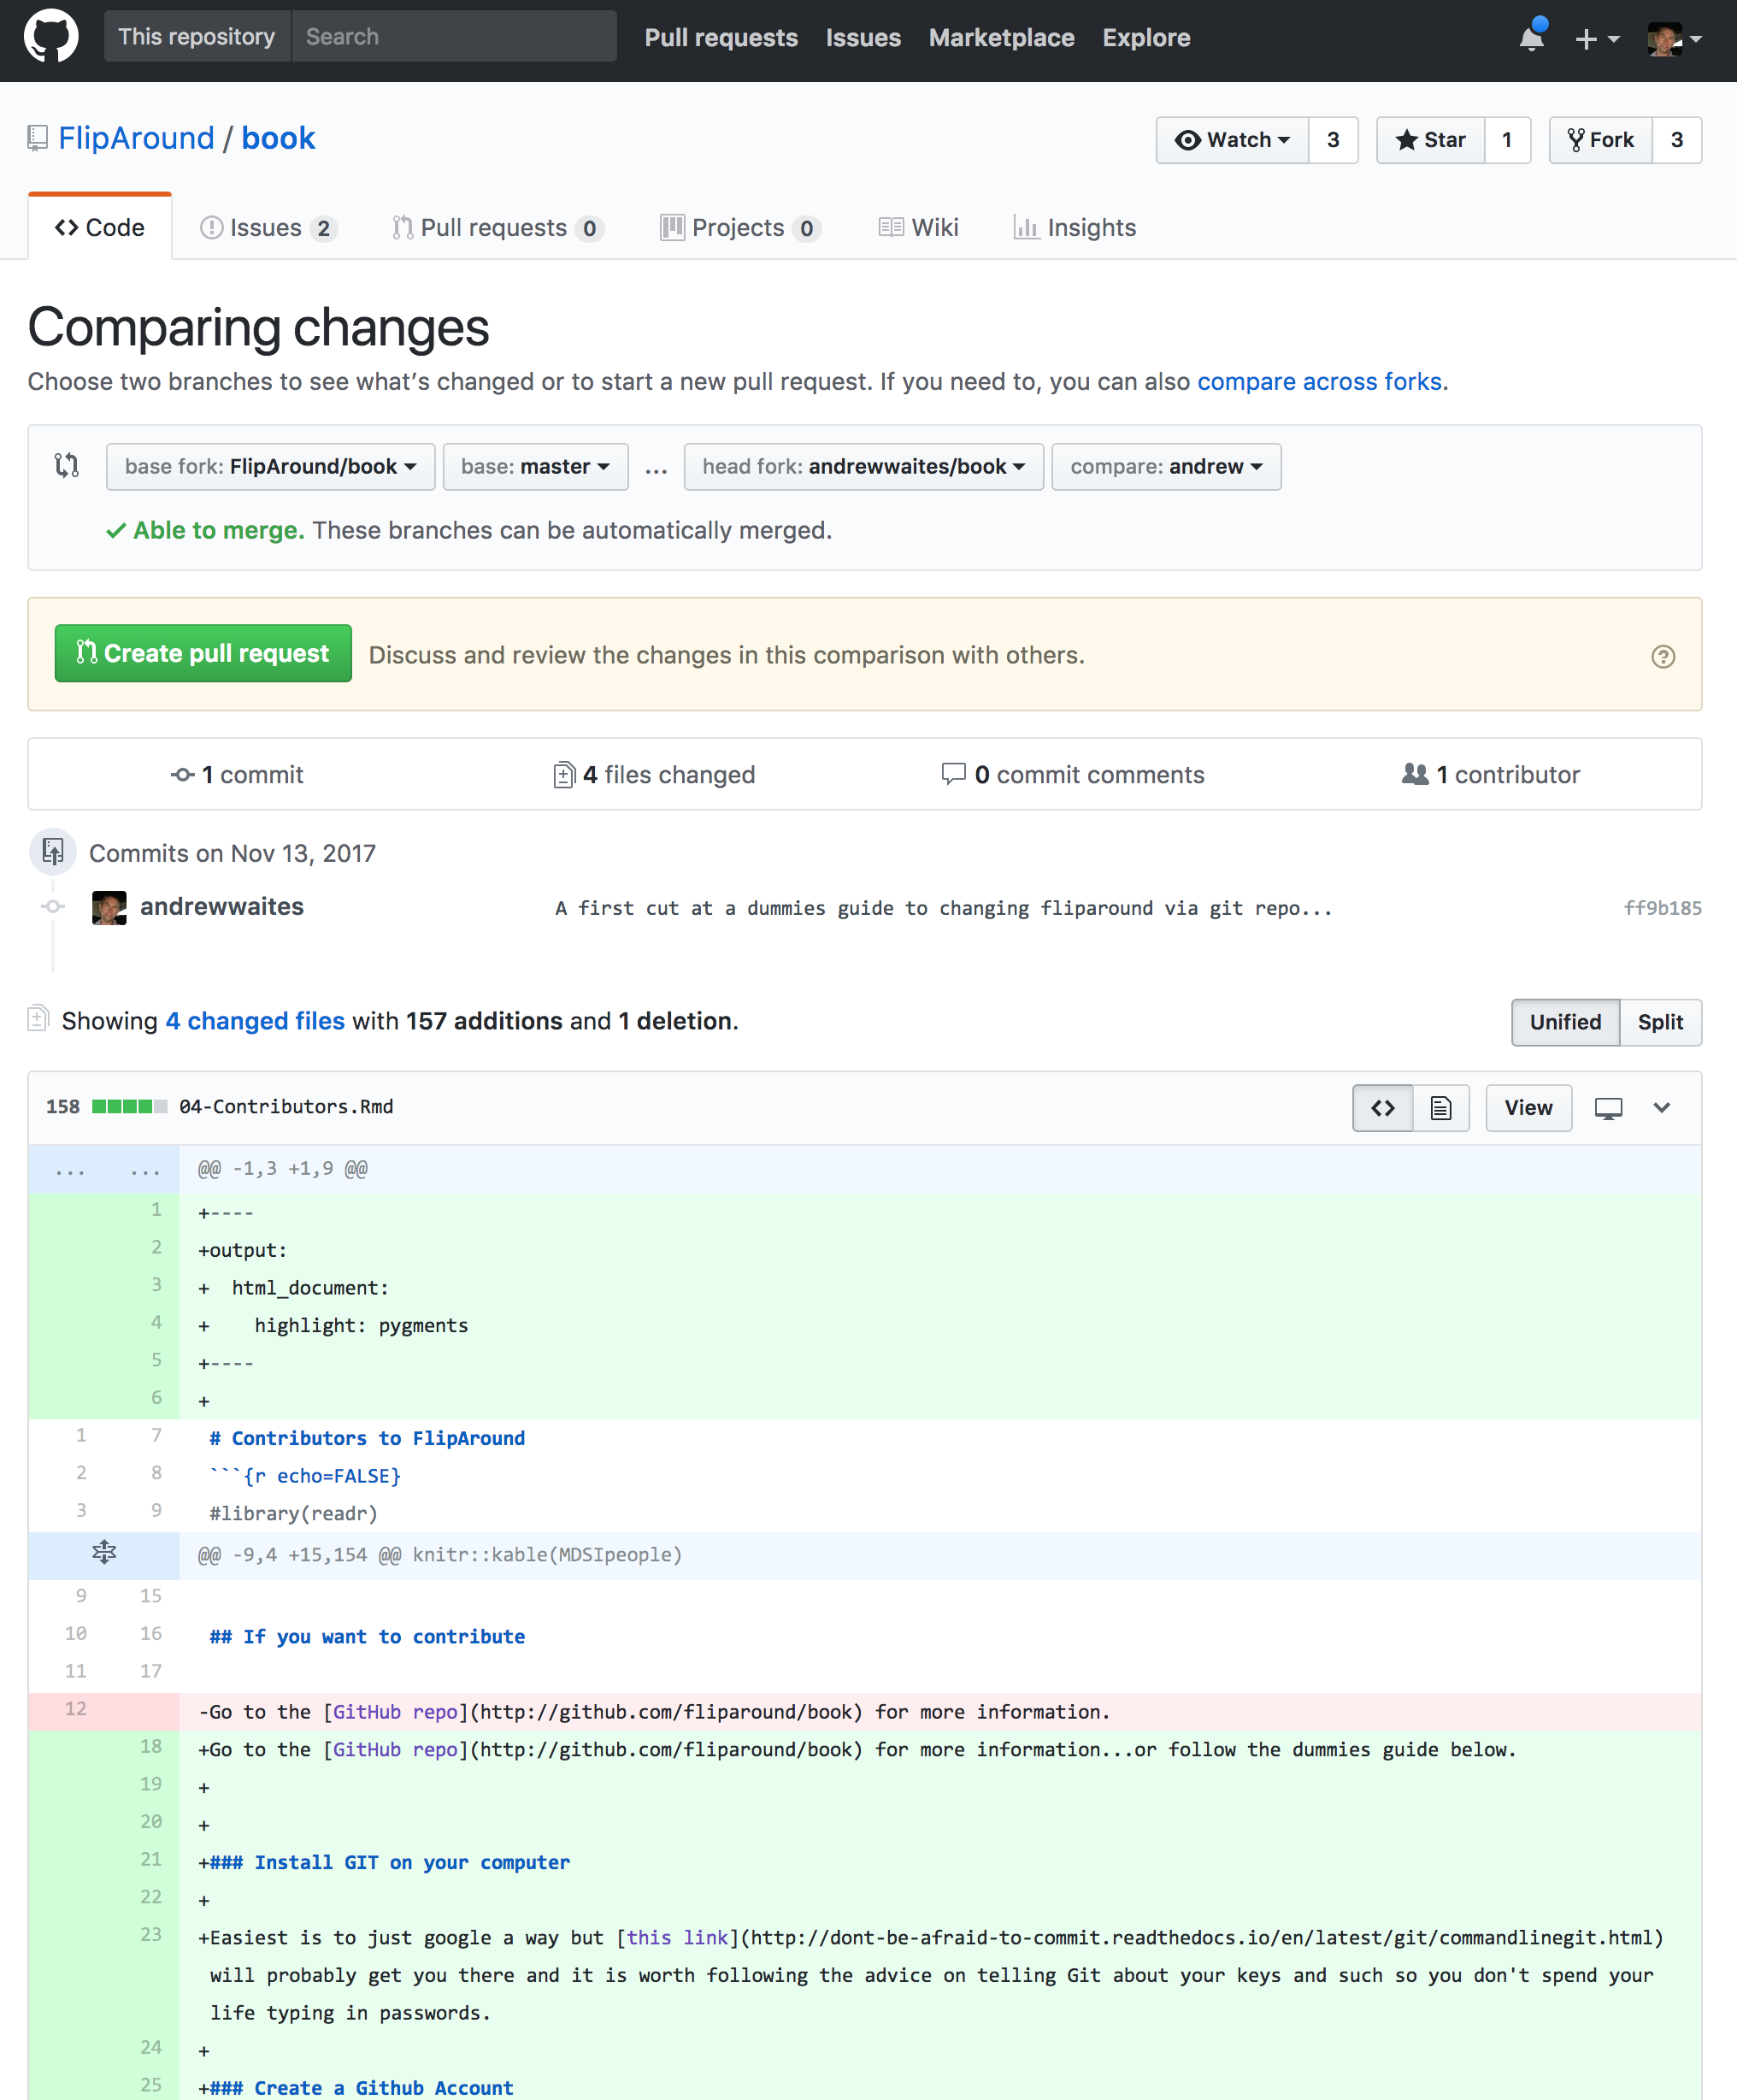 This repository Search Pull requests Issues Marketplace Explore
FlipAround / book Watch 3 Star 1 Fork 3
Code Issues 2 Pull requests 0 Projects 0 Wiki Insights
Comparing changes
Choose two branches to see what’s changed or to start a new pull request. If you need to, you can also compare across forks.
base fork: FlipAround/book base: master ... head fork: andrewwaites/book compare: andrew
Able to merge. These branches can be automatically merged.
Create pull request Discuss and review the changes in this comparison with others. ?
1 commit 4 files changed 0 commit comments 1 contributor
Commits on Nov 13, 2017
andrewwaites A first cut at a dummies guide to changing fliparound via git repo... ff9b185
Showing 4 changed files with 157 additions and 1 deletion. Unified Split
158 04-Contributors.Rmd <> View
... ... @@ -1,3 +1,9 @@
1 +----
2 +output:
3 +  html_document:
4 +    highlight: pygments
5 +----
6 +
1 7 # Contributors to FlipAround
2 8 ```{r echo=FALSE}
3 9 #library(readr)
@@ -9,4 +15,154 @@ knitr::kable(MDSIpeople)
9 15
10 16 ## If you want to contribute
11 17
12 -Go to the [GitHub repo](http://github.com/fliparound/book) for more information.
18 +Go to the [GitHub repo](http://github.com/fliparound/book) for more information...or follow the dummies guide below.
19 +
20 +
21 +### Install GIT on your computer
22 +
23 +Easiest is to just google a way but [this link](http://dont-be-afraid-to-commit.readthedocs.io/en/latest/git/commandlinegit.html)
will probably get you there and it is worth following the advice on telling Git about your keys and such so you don't spend your
life typing in passwords.
24 +
25 +### Create a Github Account